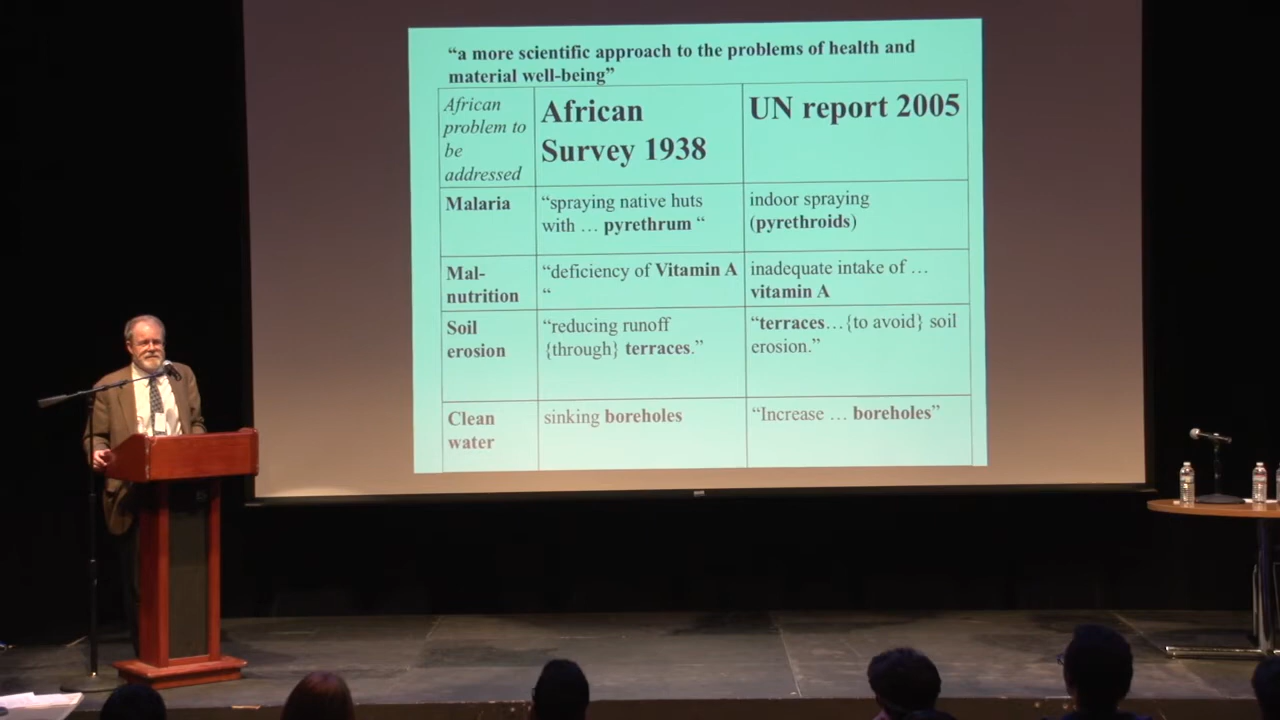 “a more scientific approach to the problems of health and
material well-being”
African
problem to
be
addressed
African
Survey 1938
UN report 2005
Malaria
“spraying native huts
with … pyrethrum “
indoor spraying
(pyrethroids)
Mal-
nutrition
“deficiency of Vitamin A
“
inadequate intake of …
vitamin A
Soil
erosion
“reducing runoff
{through} terraces.”
“terraces…{to avoid} soil
erosion.”
Clean
water
sinking boreholes
“Increase … boreholes”